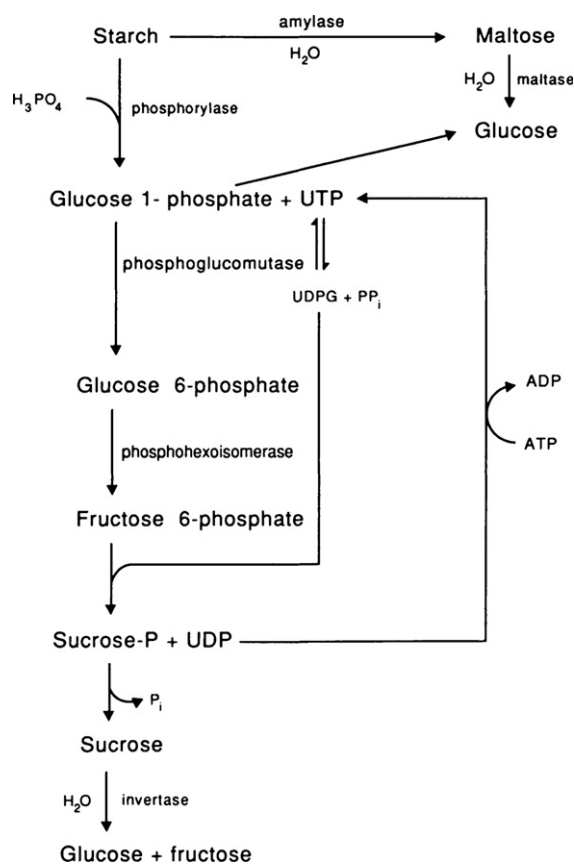 amylase
Starch
Maltose
H₂O
H₂O
maltase
H₃PO₄
phosphorylase
Glucose
Glucose 1- phosphate + UTP
phosphoglucomutase
UDPG + PPᵢ
Glucose 6-phosphate
ADP
phosphohexoisomerase
ATP
Fructose 6-phosphate
Sucrose-P + UDP
Pᵢ
Sucrose
H₂O
invertase
Glucose + fructose